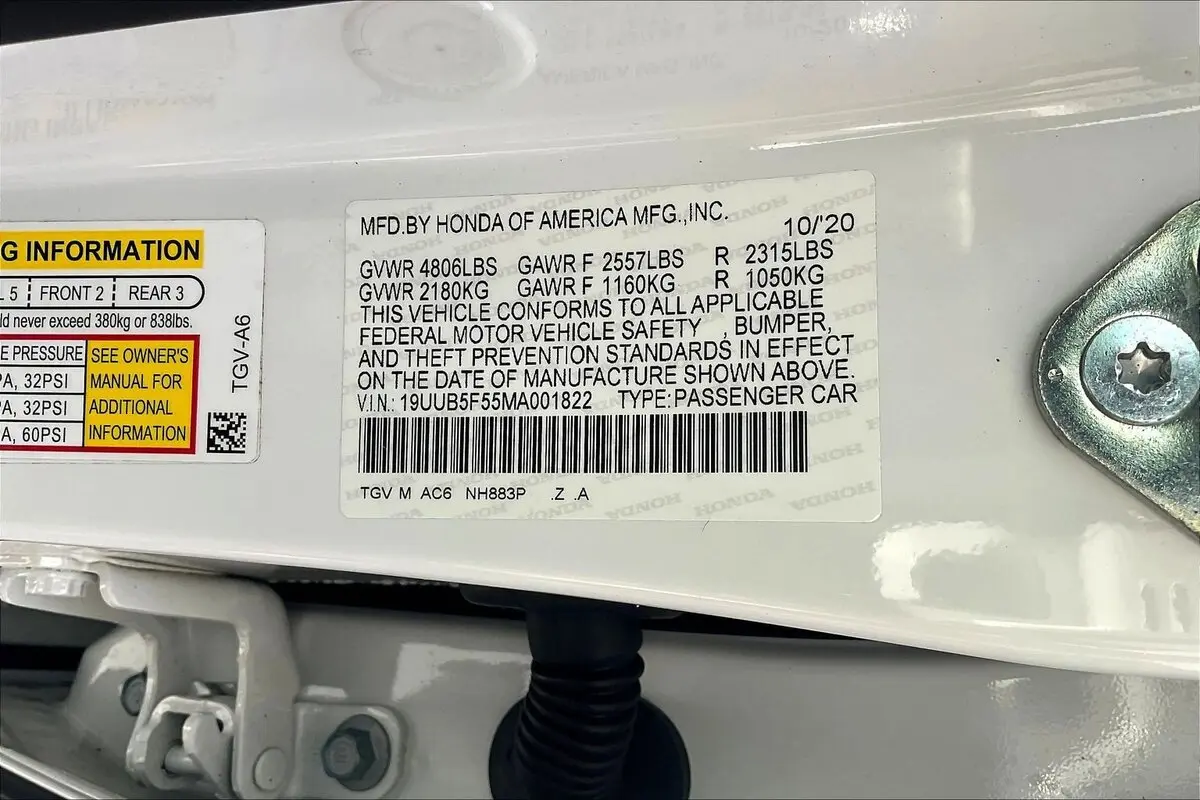 G INFORMATION
L 5 FRONT 2 REAR 3
ld never exceed 380kg or 838lbs.
E PRESSURE SEE OWNER'S
PA, 32PSI MANUAL FOR
PA, 32PSI ADDITIONAL
A, 60PSI INFORMATION
TGV-A6
MFD.BY HONDA OF AMERICA MFG.,INC. 10/'20
GVWR 4806LBS GAWR F 2557LBS R 2315LBS
GVWR 2180KG GAWR F 1160KG R 1050KG
THIS VEHICLE CONFORMS TO ALL APPLICABLE
FEDERAL MOTOR VEHICLE SAFETY , BUMPER,
AND THEFT PREVENTION STANDARDS IN EFFECT
ON THE DATE OF MANUFACTURE SHOWN ABOVE.
V.I.N.: 19UUB5F55MA001822 TYPE:PASSENGER CAR
TGV M AC6 NH883P .Z .A